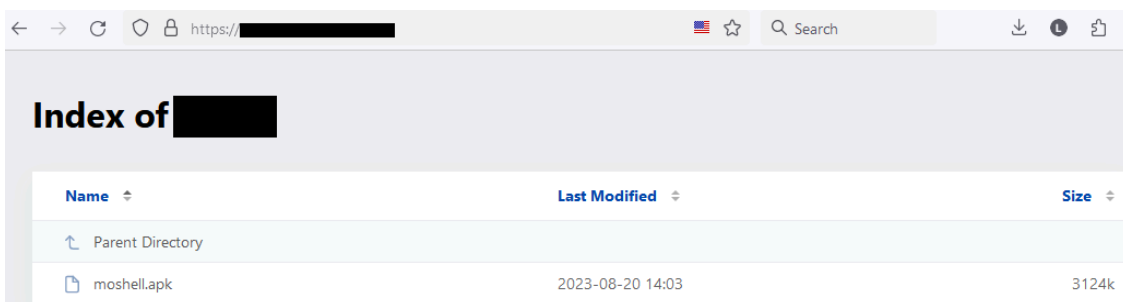 https://
Search
L
Index of
Name Last Modified Size
Parent Directory
moshell.apk 2023-08-20 14:03 3124k